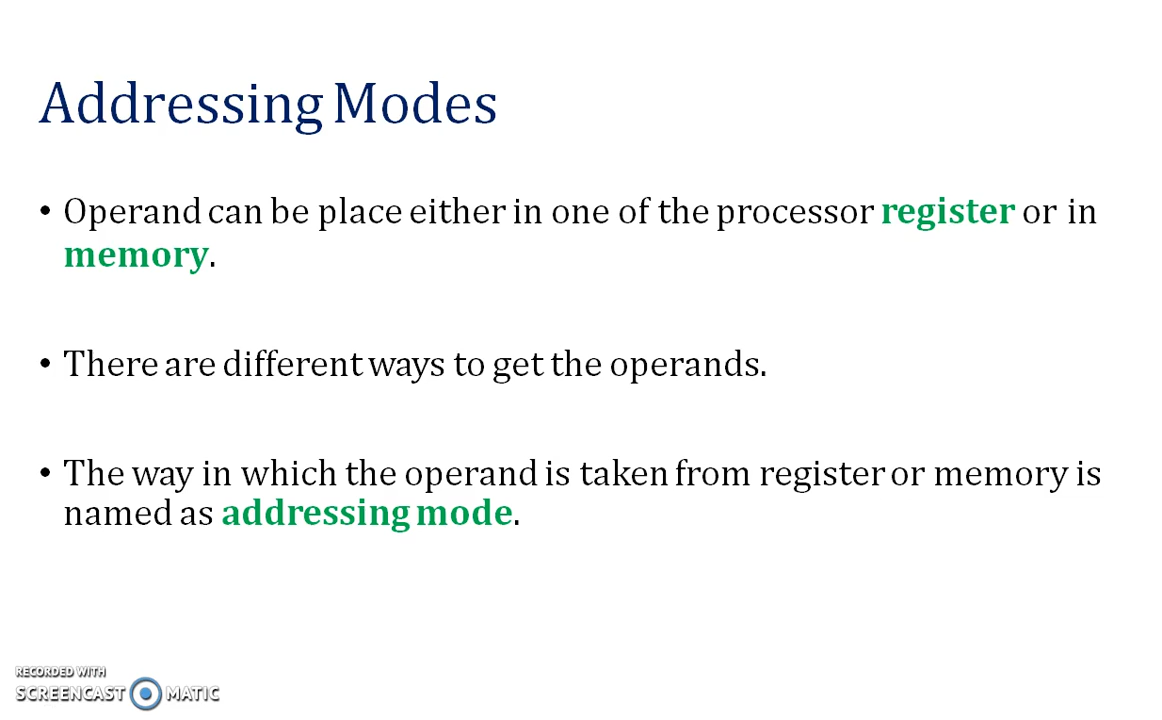 Addressing Modes
• Operand can be place either in one of the processor register or in
memory.
• There are different ways to get the operands.
• The way in which the operand is taken from register or memory is
named as addressing mode.
RECORDED WITH
SCREENCAST MATIC